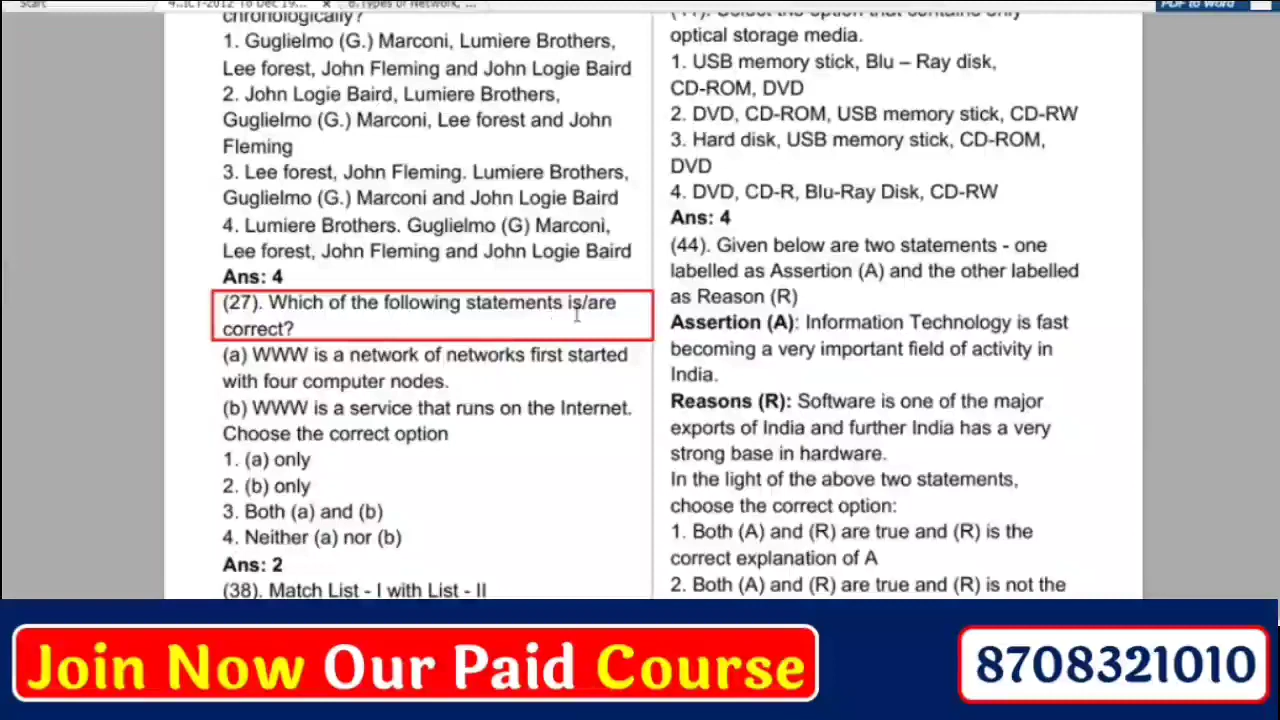 Start
PDF to Word
chronologically?
1. Guglielmo (G.) Marconi, Lumiere Brothers,
Lee forest, John Fleming and John Logie Baird
2. John Logie Baird, Lumiere Brothers,
Guglielmo (G.) Marconi, Lee forest and John
Fleming
3. Lee forest, John Fleming. Lumiere Brothers,
Guglielmo (G.) Marconi and John Logie Baird
4. Lumiere Brothers. Guglielmo (G) Marconi,
Lee forest, John Fleming and John Logie Baird
Ans: 4
(27). Which of the following statements is/are
correct?
(a) WWW is a network of networks first started
with four computer nodes.
(b) WWW is a service that runs on the Internet.
Choose the correct option
1. (a) only
2. (b) only
3. Both (a) and (b)
4. Neither (a) nor (b)
Ans: 2
(38). Match List - I with List - II
Select the option that contains only
optical storage media.
1. USB memory stick, Blu – Ray disk,
CD-ROM, DVD
2. DVD, CD-ROM, USB memory stick, CD-RW
3. Hard disk, USB memory stick, CD-ROM,
DVD
4. DVD, CD-R, Blu-Ray Disk, CD-RW
Ans: 4
(44). Given below are two statements - one
labelled as Assertion (A) and the other labelled
as Reason (R)
Assertion (A): Information Technology is fast
becoming a very important field of activity in
India.
Reasons (R): Software is one of the major
exports of India and further India has a very
strong base in hardware.
In the light of the above two statements,
choose the correct option:
1. Both (A) and (R) are true and (R) is the
correct explanation of A
2. Both (A) and (R) are true and (R) is not the
Join Now Our Paid Course
8708321010